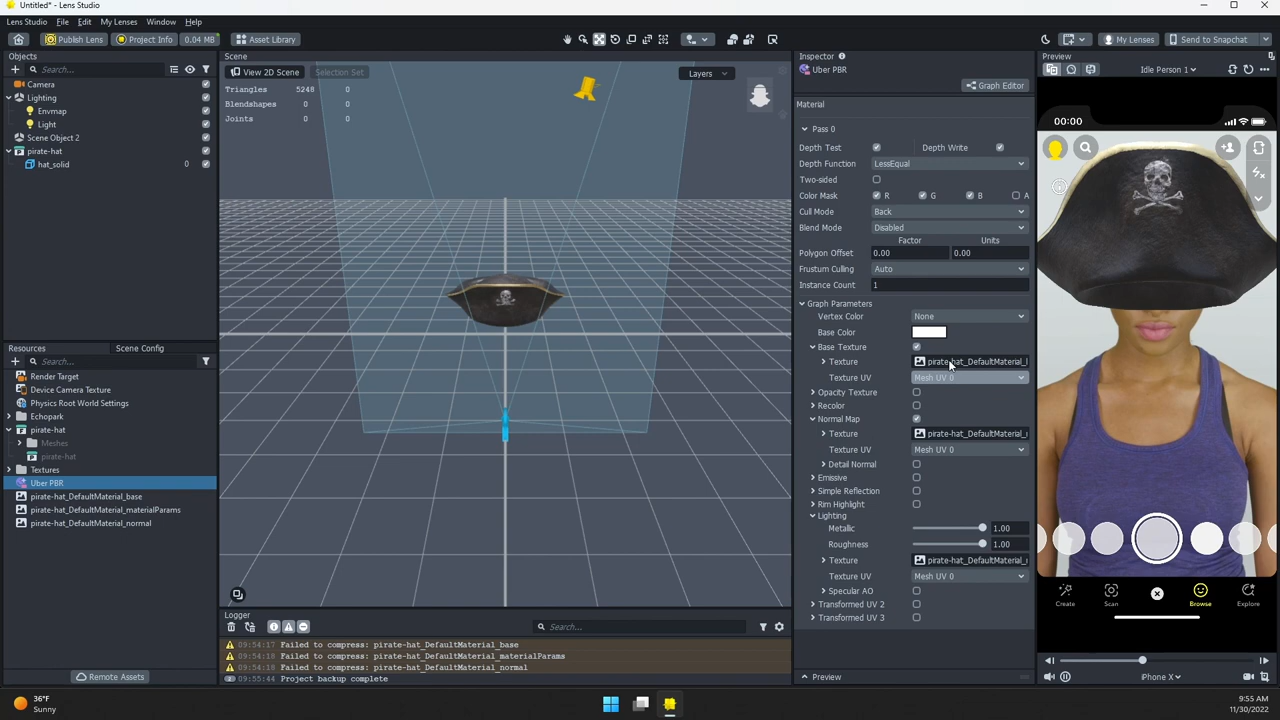 Untitled* - Lens Studio
Lens Studio File Edit My Lenses Window Help
Publish Lens Project Info 0.04 MB Asset Library My Lenses Send to Snapchat
Objects
Search...
Camera
Lighting
Envmap
Light
Scene Object 2
pirate-hat
hat_solid 0
Resources Scene Config
Search...
Render Target
Device Camera Texture
Physics Root World Settings
Echopark
pirate-hat
Meshes
pirate-hat
Textures
Uber PBR
pirate-hat_DefaultMaterial_base
pirate-hat_DefaultMaterial_materialParams
pirate-hat_DefaultMaterial_normal
Remote Assets
Scene
View 2D Scene Selection Set Layers
Triangles 5248 0
Blendshapes 0 0
Joints 0 0
Logger
Search...
09:54:17 Failed to compress: pirate-hat_DefaultMaterial_base
09:54:18 Failed to compress: pirate-hat_DefaultMaterial_materialParams
09:54:18 Failed to compress: pirate-hat_DefaultMaterial_normal
2 09:55:44 Project backup complete
Inspector
Uber PBR
Graph Editor
Material
Pass 0
Depth Test Depth Write
Depth Function LessEqual
Two-sided
Color Mask R G B A
Cull Mode Back
Blend Mode Disabled
Factor Units
Polygon Offset 0.00 0.00
Frustum Culling Auto
Instance Count 1
Graph Parameters
Vertex Color None
Base Color
Base Texture
Texture pirate-hat_DefaultMaterial_
Texture UV Mesh UV 0
Opacity Texture
Recolor
Normal Map
Texture pirate-hat_DefaultMaterial_
Texture UV Mesh UV 0
Detail Normal
Emissive
Simple Reflection
Rim Highlight
Lighting
Metallic 1.00
Roughness 1.00
Texture pirate-hat_DefaultMaterial_
Texture UV Mesh UV 0
Specular AO
Transformed UV 2
Transformed UV 3
Preview
Preview
Idle Person 1
00:00
Create Scan Browse Explore
iPhone X
36°F
Sunny
9:55 AM
11/30/2022